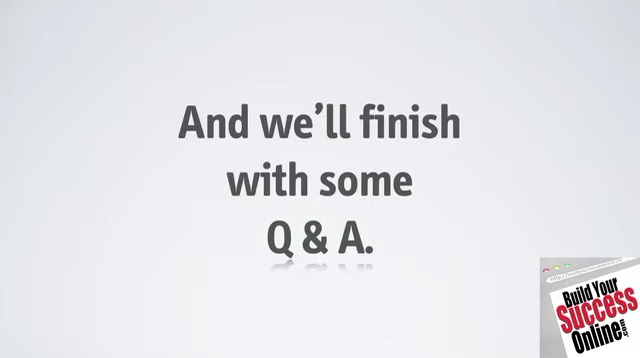 And we'll finish
with some
Q & A.
Build Your
Success
Online
.com